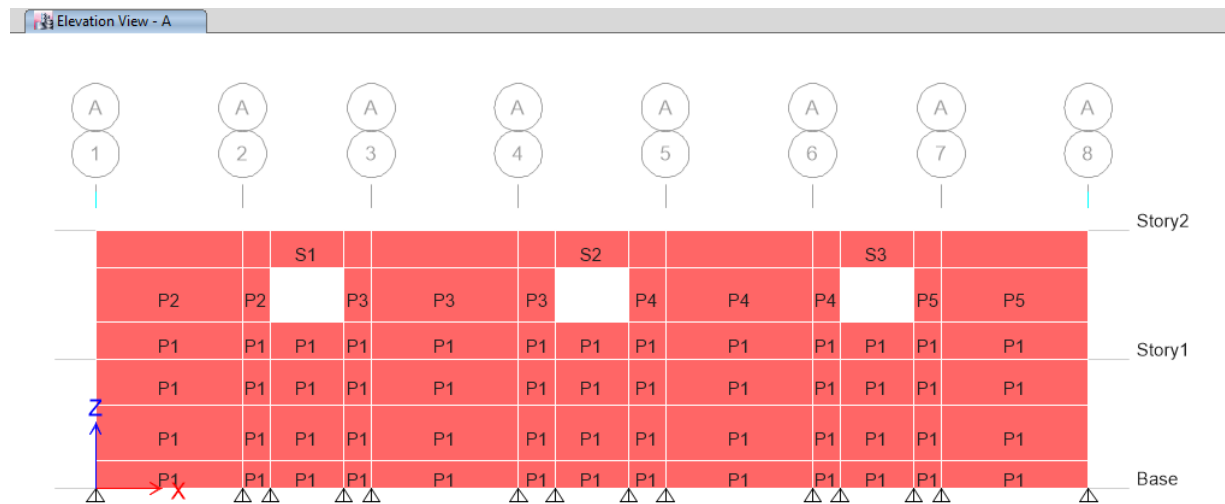 Elevation View - A
A A A A A A A A
1 2 3 4 5 6 7 8
Story2
S1 S2 S3
P2 P2 P3 P3 P3 P4 P4 P4 P5 P5
P1 P1 P1 P1 P1 P1 P1 P1 P1 P1 P1 P1 P1
Story1
P1 P1 P1 P1 P1 P1 P1 P1 P1 P1 P1 P1 P1
Z
P1 P1 P1 P1 P1 P1 P1 P1 P1 P1 P1 P1 P1
P1 P1 P1 P1 P1 P1 P1 P1 P1 P1 P1 P1 P1 Base
X